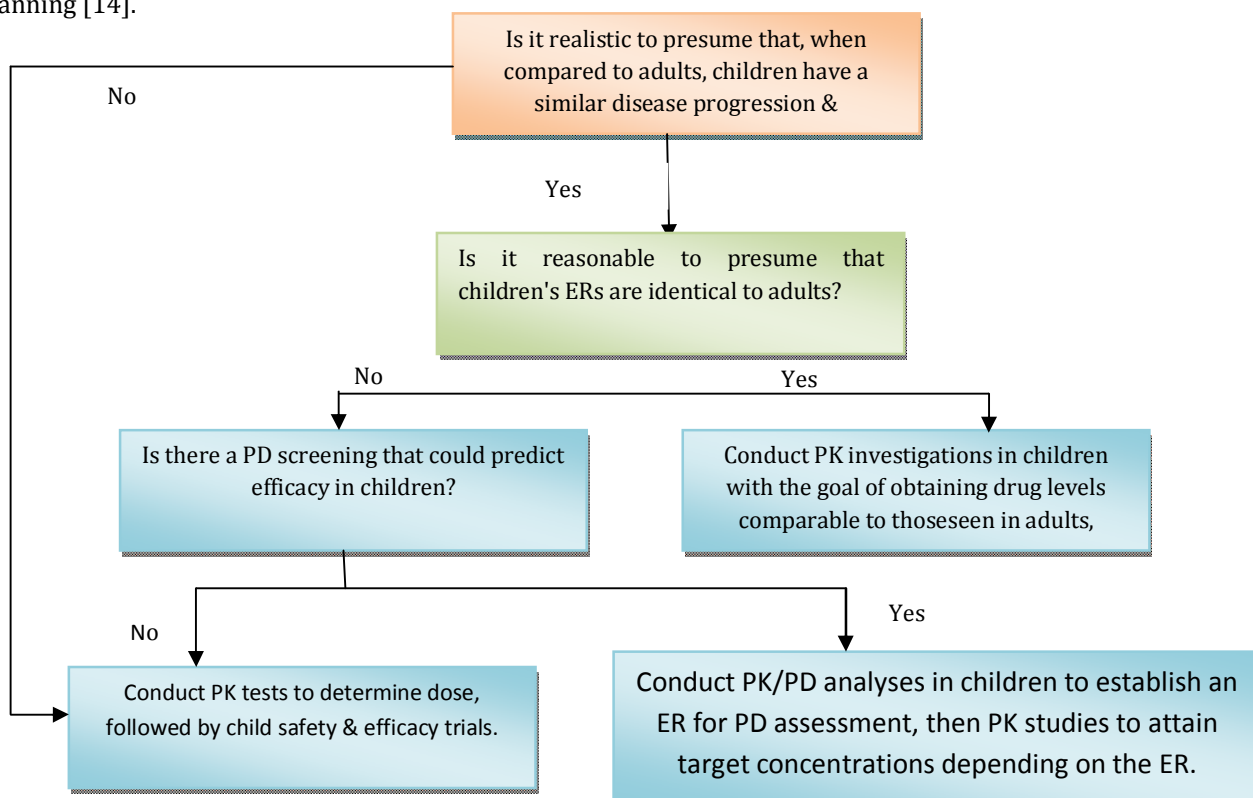 anning [14].
Is it realistic to presume that, when
compared to adults, children have a
similar disease progression &
No
Yes
Is it reasonable to presume that
children's ERs are identical to adults?
No
Yes
Is there a PD screening that could predict
efficacy in children?
Conduct PK investigations in children
with the goal of obtaining drug levels
comparable to thoseseen in adults,
No
Yes
Conduct PK tests to determine dose,
followed by child safety & efficacy trials.
Conduct PK/PD analyses in children to establish an
ER for PD assessment, then PK studies to attain
target concentrations depending on the ER.